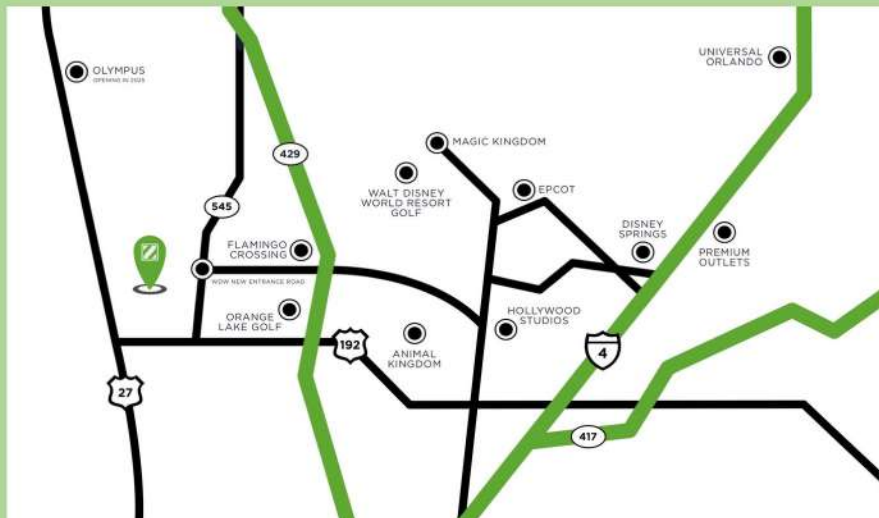 UNIVERSAL
ORLANDO
OLYMPUS
OPENING IN 2025
MAGIC KINGDOM
429
WALT DISNEY
WORLD RESORT
GOLF
EPCOT
545
DISNEY
SPRINGS
FLAMINGO
CROSSING
PREMIUM
OUTLETS
WDW NEW ENTRANCE ROAD
ORANGE
LAKE GOLF
HOLLYWOOD
STUDIOS
192
ANIMAL
KINGDOM
4
27
417